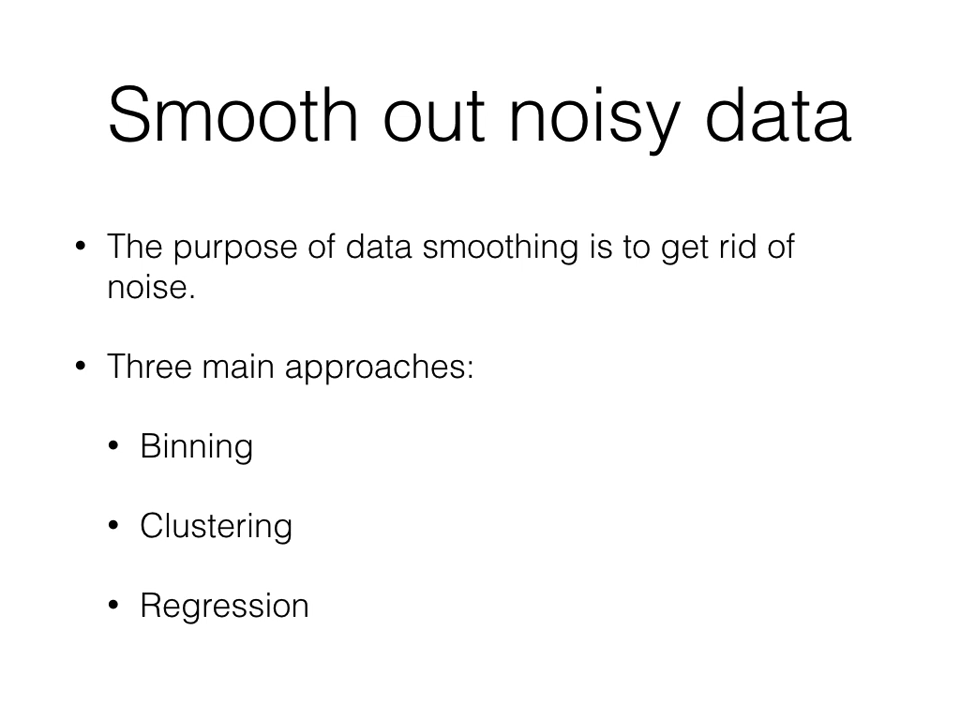 Smooth out noisy data
• The purpose of data smoothing is to get rid of
noise.
• Three main approaches:
• Binning
• Clustering
• Regression